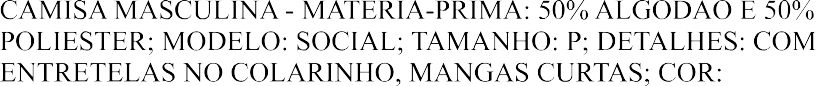 CAMISA MASCULINA - MATERIA-PRIMA: 50% ALGODAO E 50%
POLIESTER; MODELO: SOCIAL; TAMANHO: P; DETALHES: COM
ENTRETELAS NO COLARINHO, MANGAS CURTAS; COR: